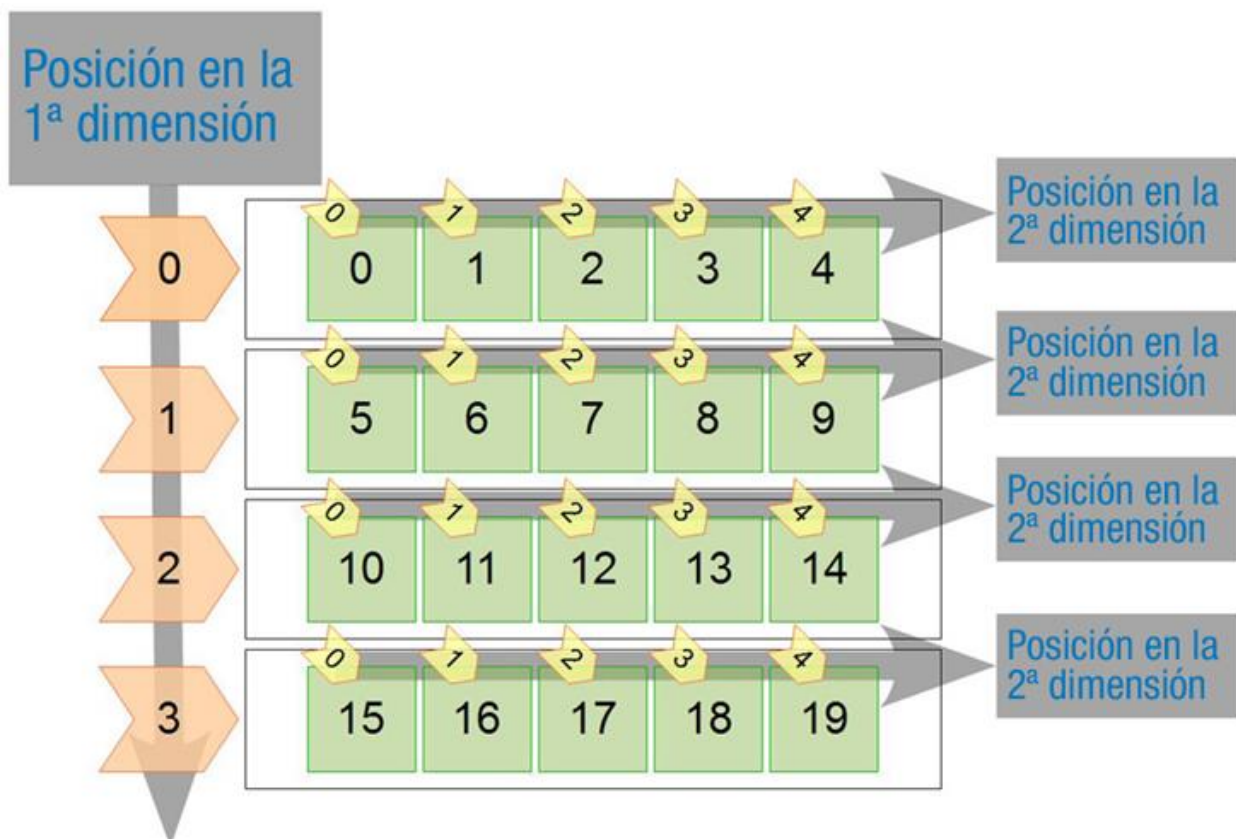 Posición en la
1ª dimensión
0 1 2 3 4
Posición en la
2ª dimensión
0
0 1 2 3 4
0 1 2 3 4
Posición en la
2ª dimensión
1
5 6 7 8 9
0 1 2 3 4
Posición en la
2ª dimensión
2
10 11 12 13 14
0 1 2 3 4
Posición en la
2ª dimensión
3
15 16 17 18 19